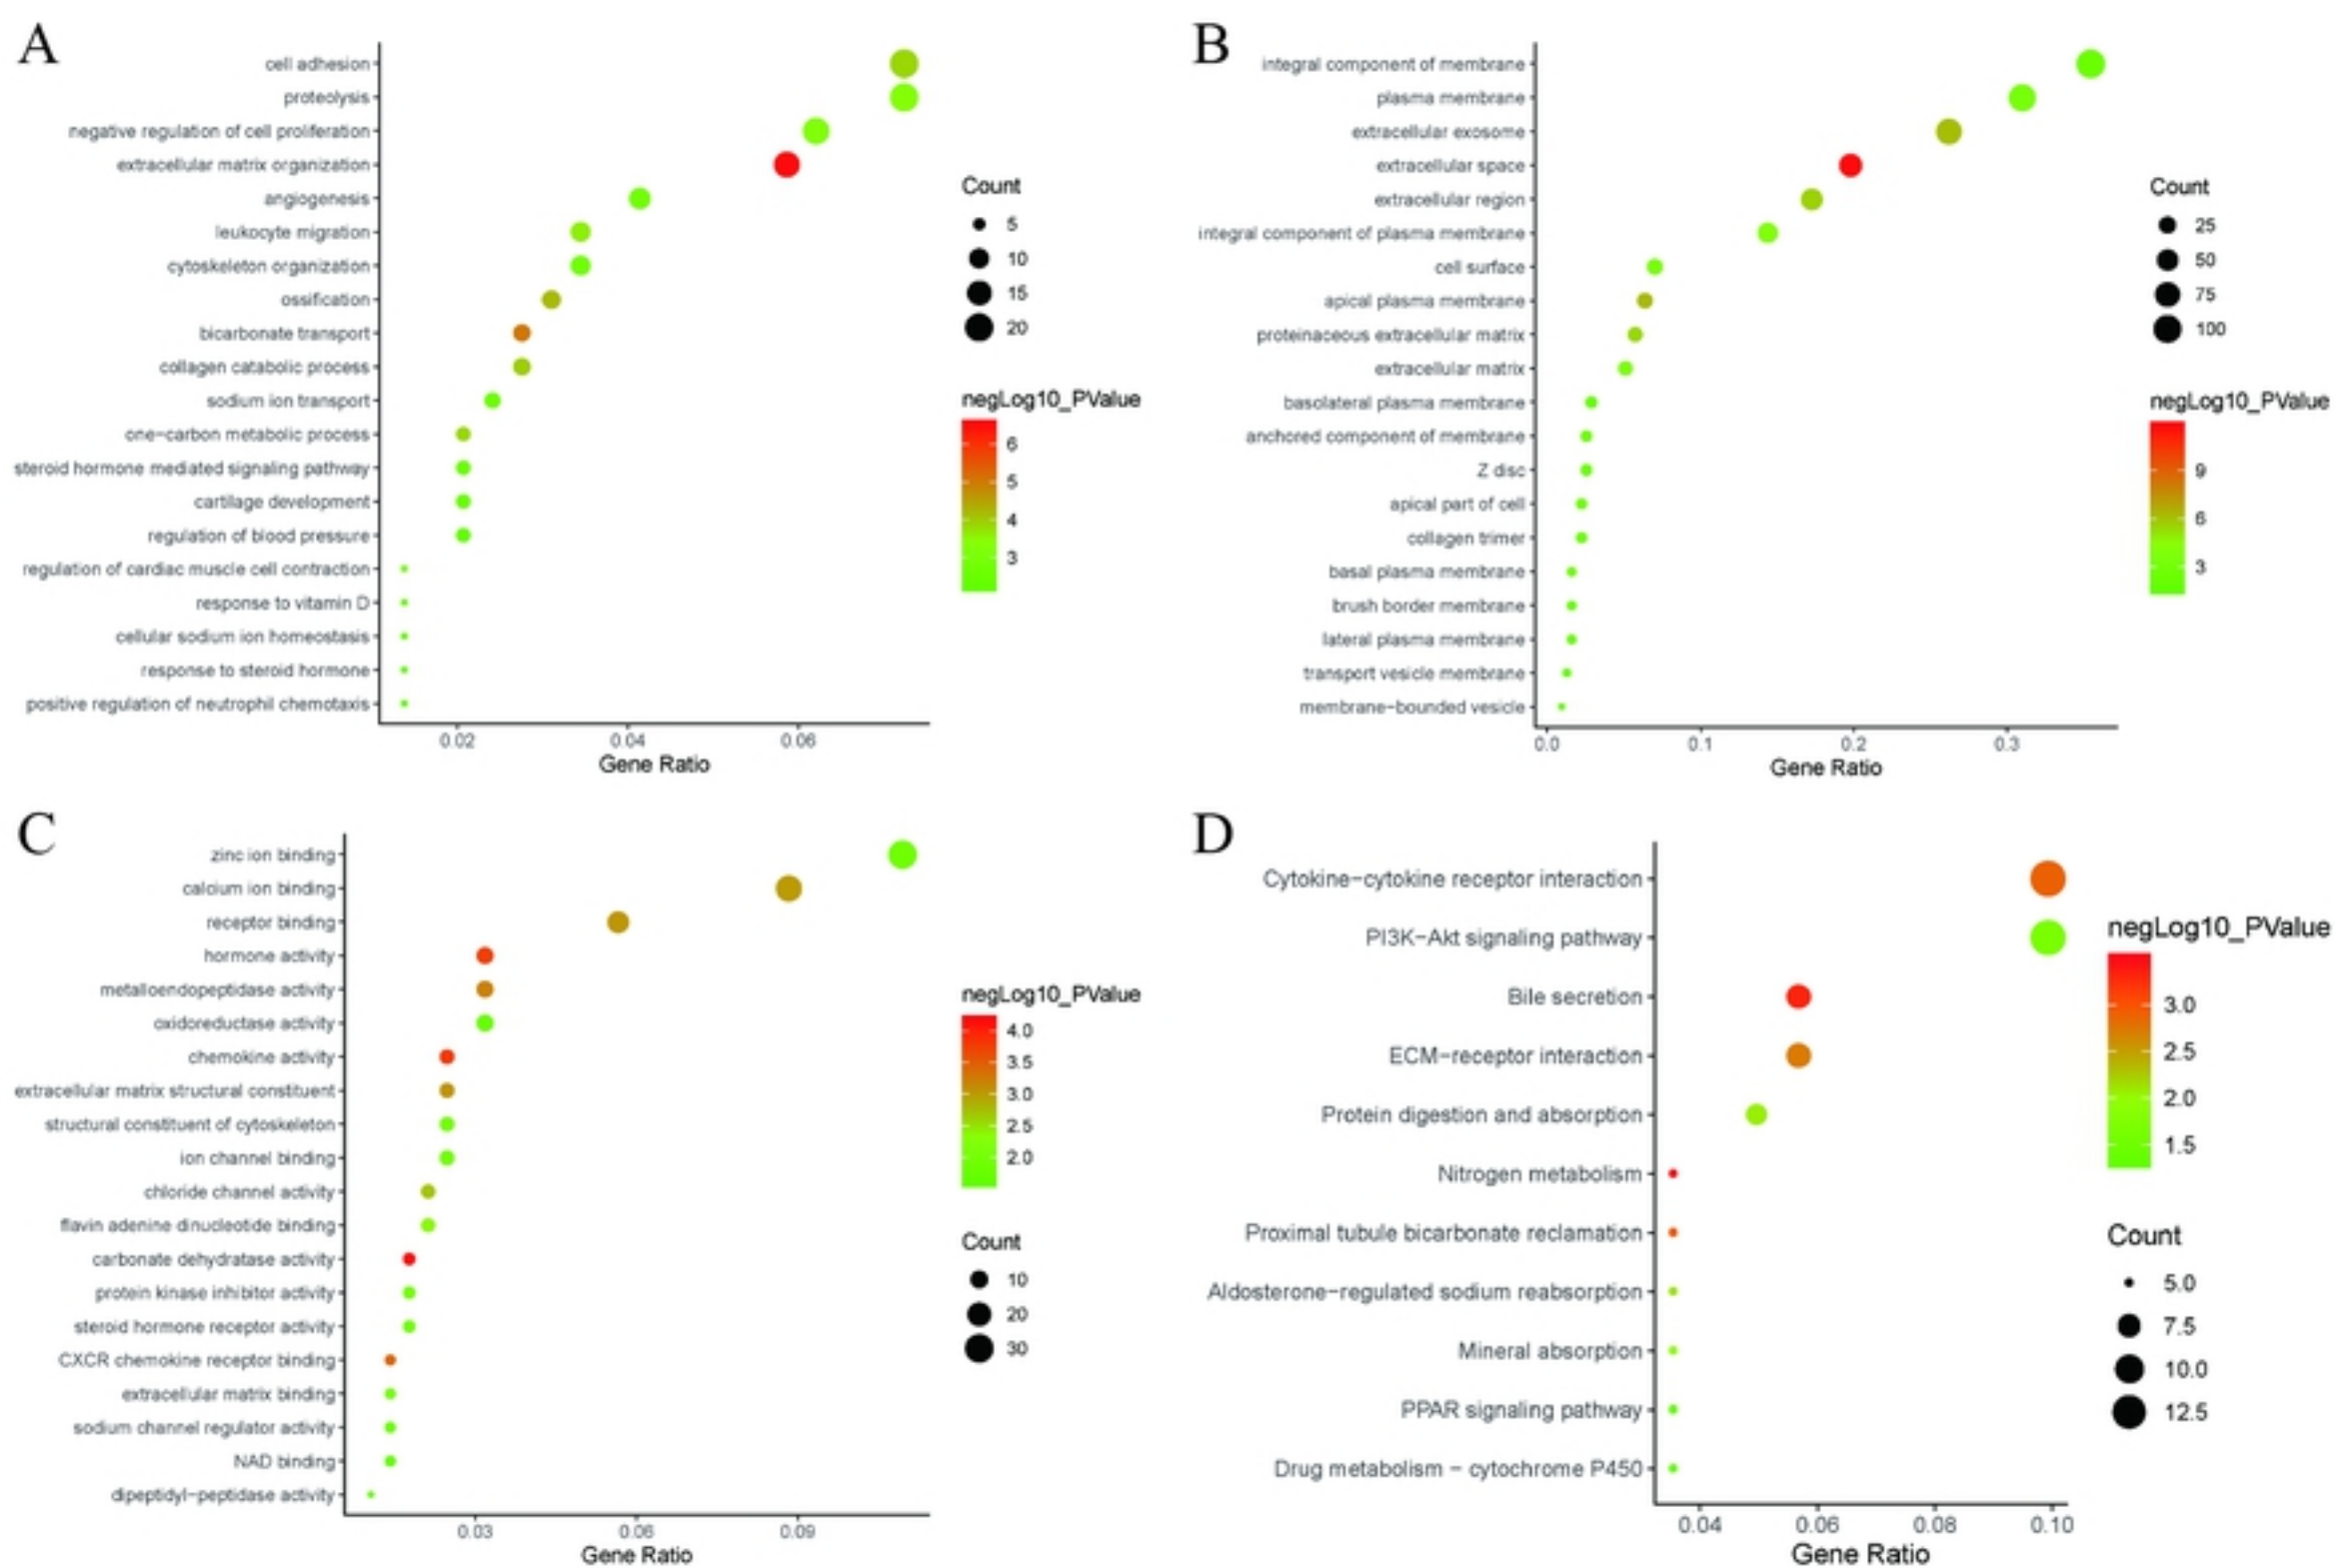 A
cell adhesion
proteolysis
negative regulation of cell proliferation
extracellular matrix organization
angiogenesis
leukocyte migration
cytoskeleton organization
ossification
bicarbonate transport
collagen catabolic process
sodium ion transport
one−carbon metabolic process
steroid hormone mediated signaling pathway
cartilage development
regulation of blood pressure
regulation of cardiac muscle cell contraction
response to vitamin D
cellular sodium ion homeostasis
response to steroid hormone
positive regulation of neutrophil chemotaxis
0.02 0.04 0.06
Gene Ratio
Count
5
10
15
20
negLog10_PValue
6
5
4
3
B
integral component of membrane
plasma membrane
extracellular exosome
extracellular space
extracellular region
integral component of plasma membrane
cell surface
apical plasma membrane
proteinaceous extracellular matrix
extracellular matrix
basolateral plasma membrane
anchored component of membrane
Z disc
apical part of cell
collagen trimer
basal plasma membrane
brush border membrane
lateral plasma membrane
transport vesicle membrane
membrane−bounded vesicle
0.0 0.1 0.2 0.3
Gene Ratio
Count
25
50
75
100
negLog10_PValue
9
6
3
C
zinc ion binding
calcium ion binding
receptor binding
hormone activity
metalloendopeptidase activity
oxidoreductase activity
chemokine activity
extracellular matrix structural constituent
structural constituent of cytoskeleton
ion channel binding
chloride channel activity
flavin adenine dinucleotide binding
carbonate dehydratase activity
protein kinase inhibitor activity
steroid hormone receptor activity
CXCR chemokine receptor binding
extracellular matrix binding
sodium channel regulator activity
NAD binding
dipeptidyl−peptidase activity
0.03 0.06 0.09
Gene Ratio
negLog10_PValue
4.0
3.5
3.0
2.5
2.0
Count
10
20
30
D
Cytokine−cytokine receptor interaction
PI3K−Akt signaling pathway
Bile secretion
ECM−receptor interaction
Protein digestion and absorption
Nitrogen metabolism
Proximal tubule bicarbonate reclamation
Aldosterone−regulated sodium reabsorption
Mineral absorption
PPAR signaling pathway
Drug metabolism − cytochrome P450
0.04 0.06 0.08 0.10
Gene Ratio
negLog10_PValue
3.0
2.5
2.0
1.5
Count
5.0
7.5
10.0
12.5